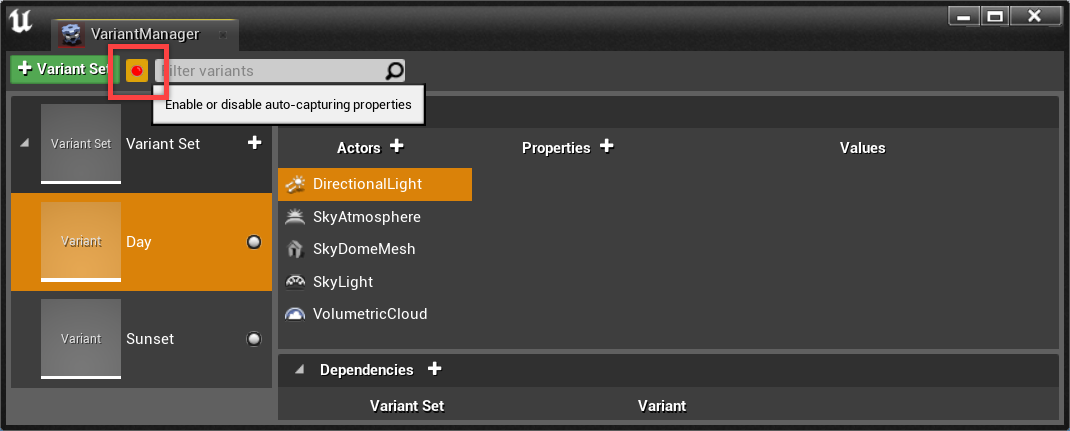 VariantManager
+ Variant Set
Filter variants
Enable or disable auto-capturing properties
Variant Set
Variant Set
Variant
Day
Variant
Sunset
Actors +
Properties +
Values
DirectionalLight
SkyAtmosphere
SkyDomeMesh
SkyLight
VolumetricCloud
Dependencies +
Variant Set
Variant